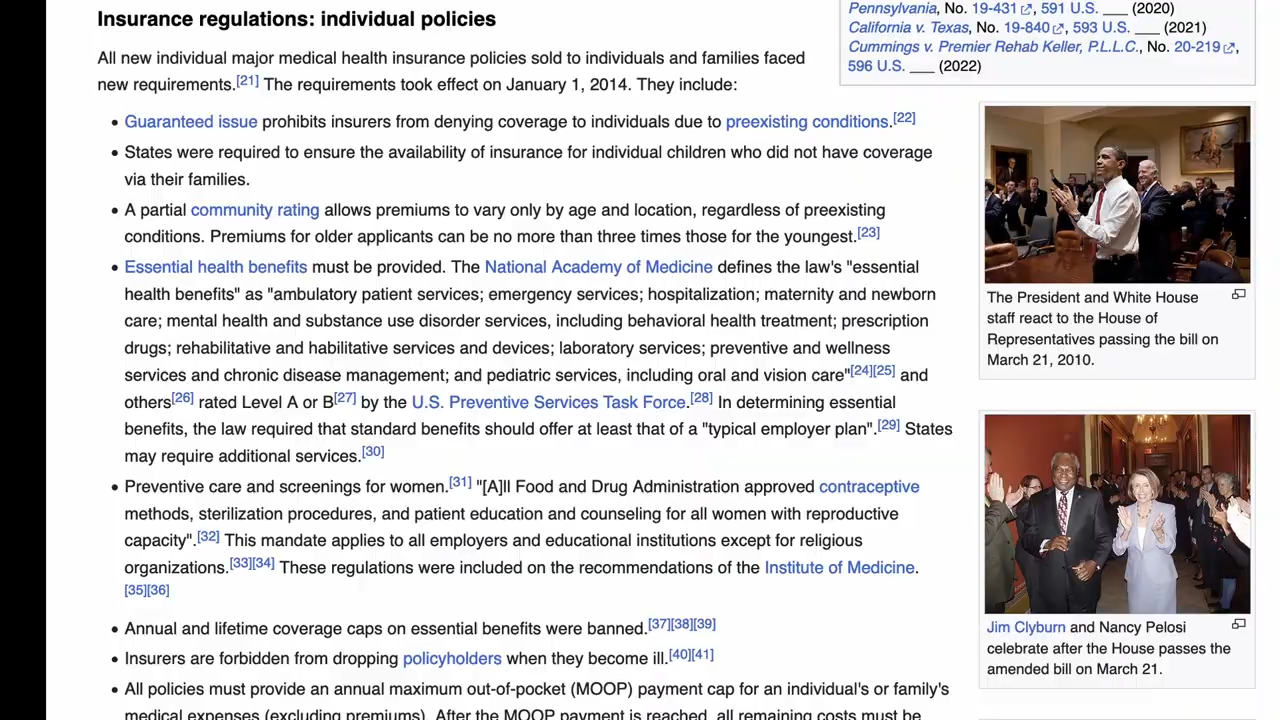 Insurance regulations: individual policies
All new individual major medical health insurance policies sold to individuals and families faced
new requirements.[21] The requirements took effect on January 1, 2014. They include:
• Guaranteed issue prohibits insurers from denying coverage to individuals due to preexisting conditions.[22]
• States were required to ensure the availability of insurance for individual children who did not have coverage
via their families.
• A partial community rating allows premiums to vary only by age and location, regardless of preexisting
conditions. Premiums for older applicants can be no more than three times those for the youngest.[23]
• Essential health benefits must be provided. The National Academy of Medicine defines the law's "essential
health benefits" as "ambulatory patient services; emergency services; hospitalization; maternity and newborn
care; mental health and substance use disorder services, including behavioral health treatment; prescription
drugs; rehabilitative and habilitative services and devices; laboratory services; preventive and wellness
services and chronic disease management; and pediatric services, including oral and vision care"[24][25] and
others[26] rated Level A or B[27] by the U.S. Preventive Services Task Force.[28] In determining essential
benefits, the law required that standard benefits should offer at least that of a "typical employer plan".[29] States
may require additional services.[30]
• Preventive care and screenings for women.[31] "[A]ll Food and Drug Administration approved contraceptive
methods, sterilization procedures, and patient education and counseling for all women with reproductive
capacity".[32] This mandate applies to all employers and educational institutions except for religious
organizations.[33][34] These regulations were included on the recommendations of the Institute of Medicine.
[35][36]
• Annual and lifetime coverage caps on essential benefits were banned.[37][38][39]
• Insurers are forbidden from dropping policyholders when they become ill.[40][41]
• All policies must provide an annual maximum out-of-pocket (MOOP) payment cap for an individual's or family's
medical expenses (excluding premiums). After the MOOP payment is reached, all remaining costs must be
Pennsylvania, No. 19-431, 591 U.S. ___ (2020)
California v. Texas, No. 19-840, 593 U.S. ___ (2021)
Cummings v. Premier Rehab Keller, P.L.L.C., No. 20-219,
596 U.S. ___ (2022)
The President and White House
staff react to the House of
Representatives passing the bill on
March 21, 2010.
Jim Clyburn and Nancy Pelosi
celebrate after the House passes the
amended bill on March 21.